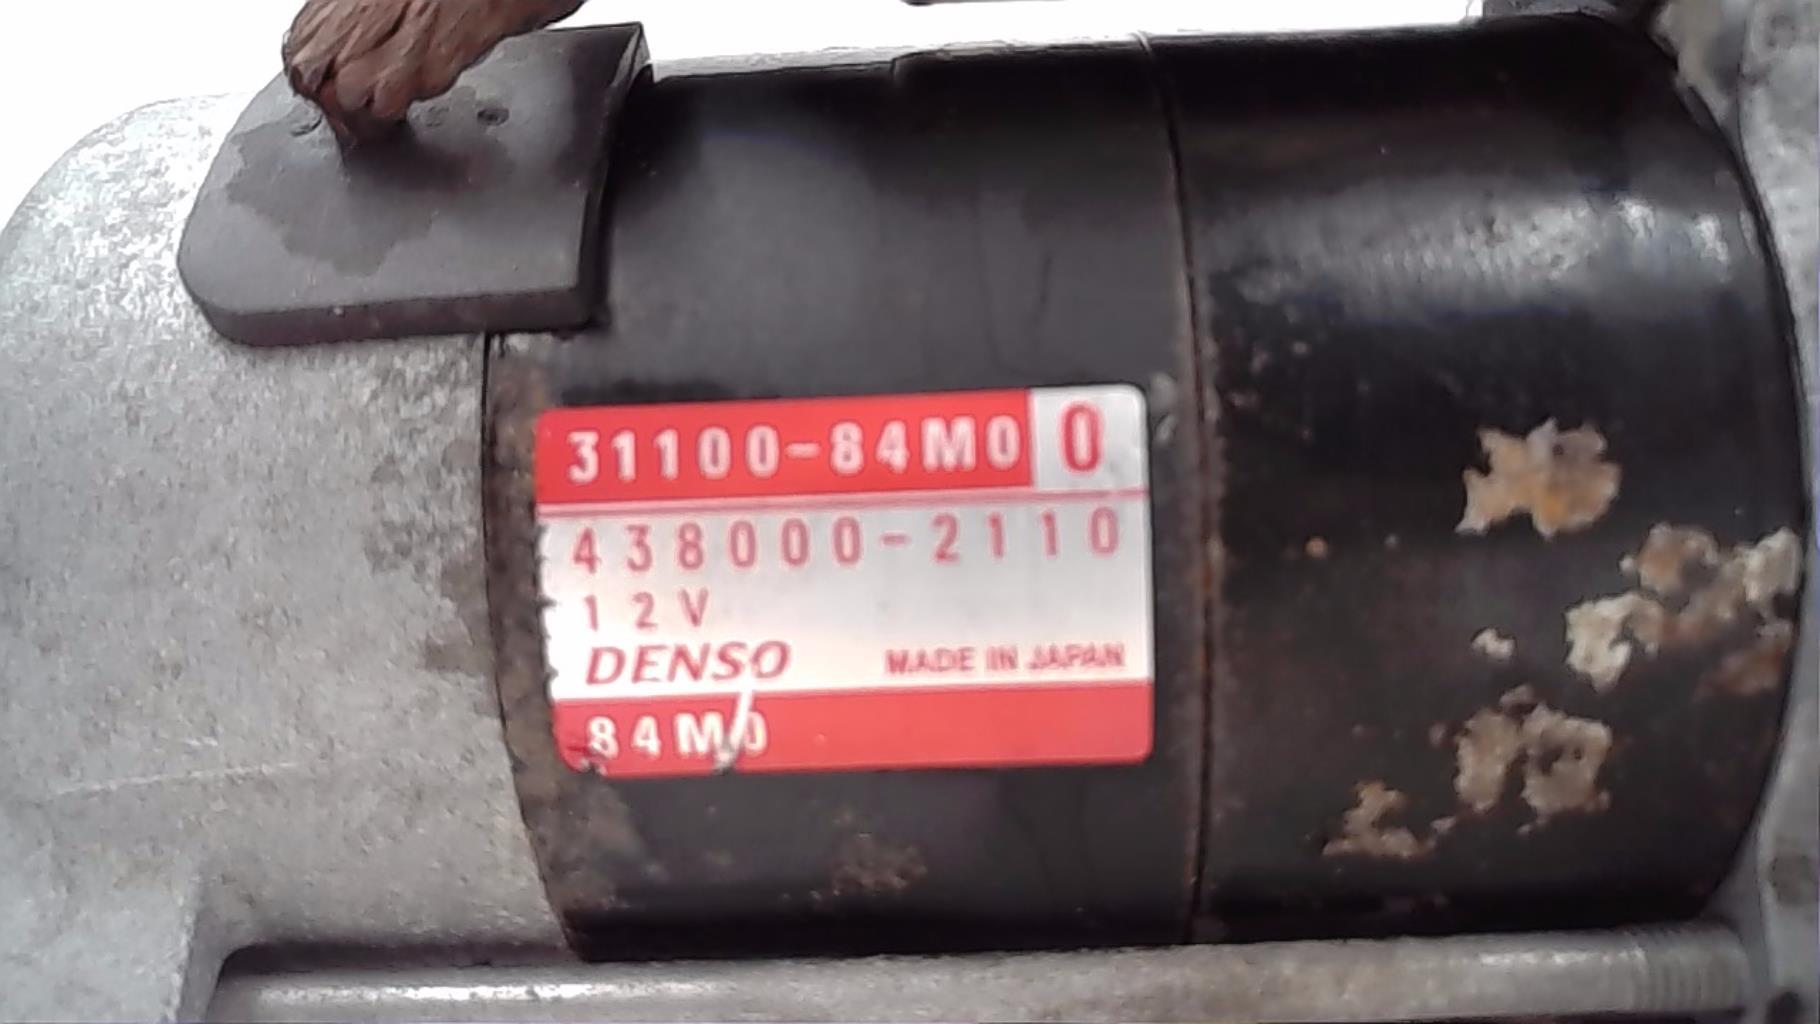 31100-84M0 0
438000-2110
12V
DENSO MADE IN JAPAN
84M0